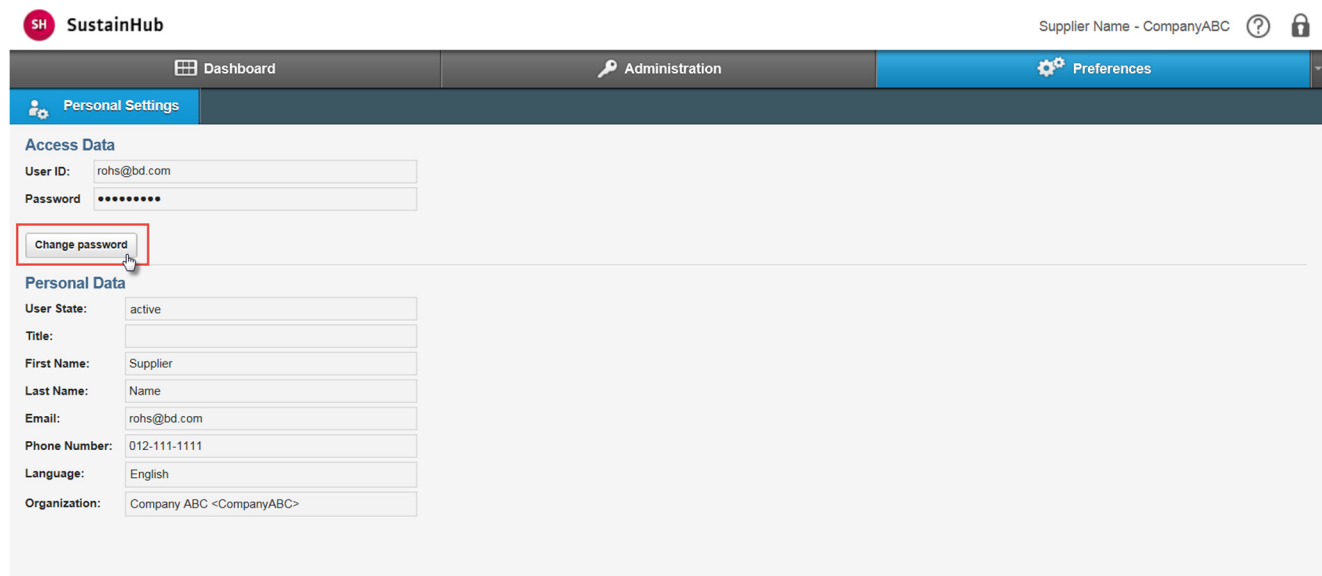 SH SustainHub Supplier Name - CompanyABC ?
Dashboard Administration Preferences
Personal Settings
Access Data
User ID: rohs@bd.com
Password •••••••••
Change password
Personal Data
User State: active
Title:
First Name: Supplier
Last Name: Name
Email: rohs@bd.com
Phone Number: 012-111-1111
Language: English
Organization: Company ABC <CompanyABC>